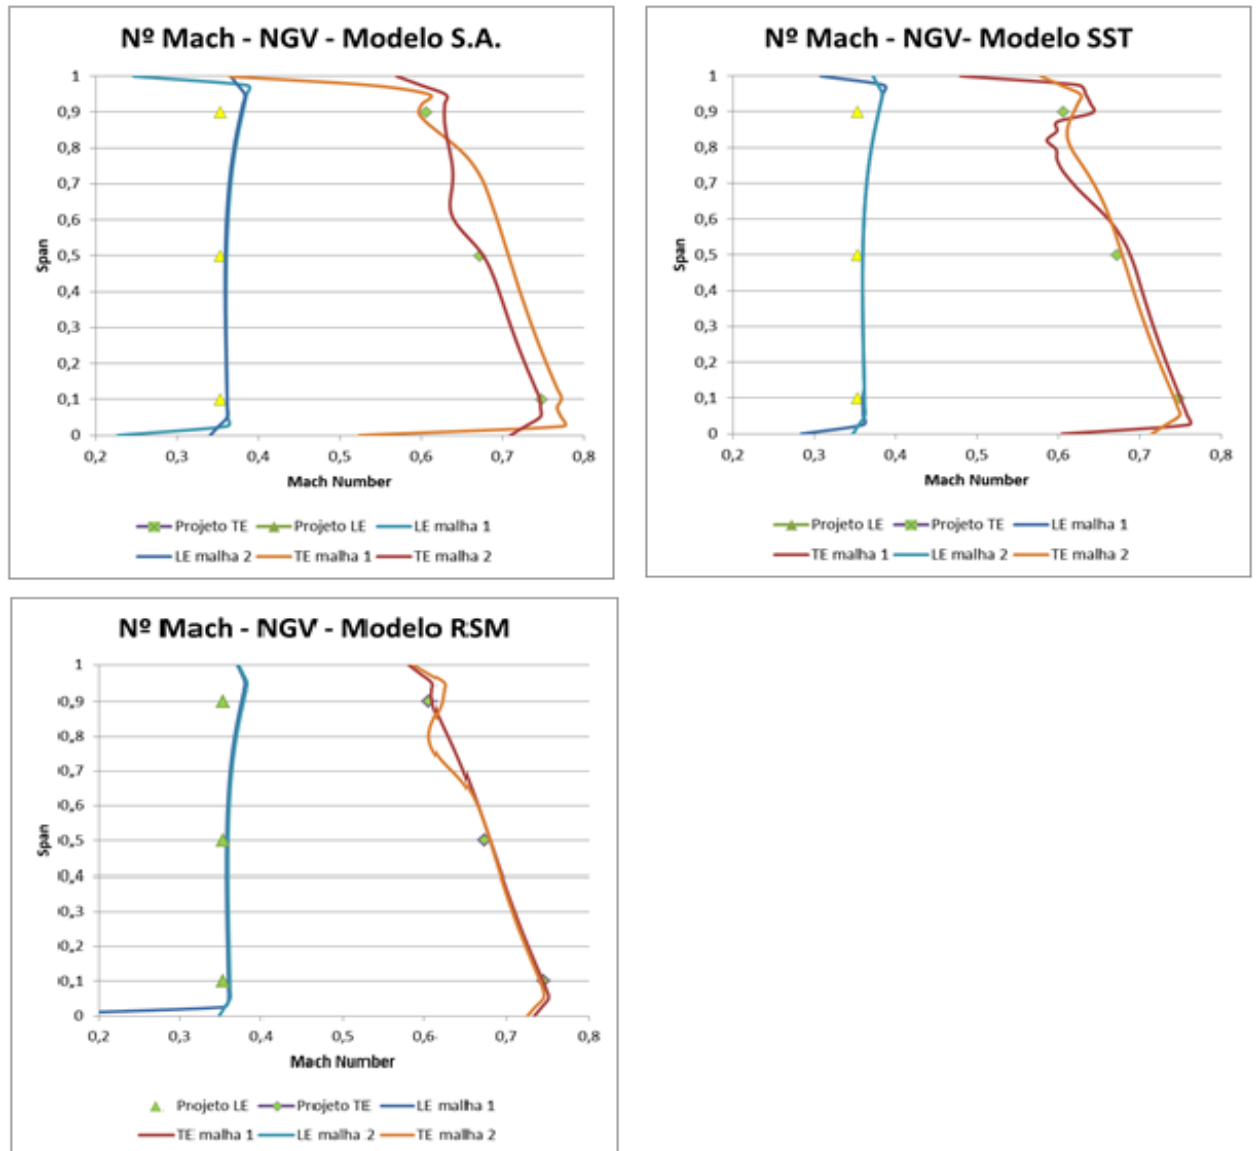 Nº Mach - NGV - Modelo S.A.
1
0,9
0,8
0,7
0,6
0,5
0,4
0,3
0,2
0,1
0
Span
0,2 0,3 0,4 0,5 0,6 0,7 0,8
Mach Number
Projeto TE Projeto LE LE malha 1
LE malha 2 TE malha 1 TE malha 2
Nº Mach - NGV- Modelo SST
1
0,9
0,8
0,7
0,6
0,5
0,4
0,3
0,2
0,1
0
Span
0,2 0,3 0,4 0,5 0,6 0,7 0,8
Mach Number
Projeto LE Projeto TE LE malha 1
TE malha 1 LE malha 2 TE malha 2
Nº Mach - NGV - Modelo RSM
1
0,9
0,8
0,7
0,6
0,5
0,4
0,3
0,2
0,1
0
Span
0,2 0,3 0,4 0,5 0,6 0,7 0,8
Mach Number
Projeto LE Projeto TE LE malha 1
TE malha 1 LE malha 2 TE malha 2